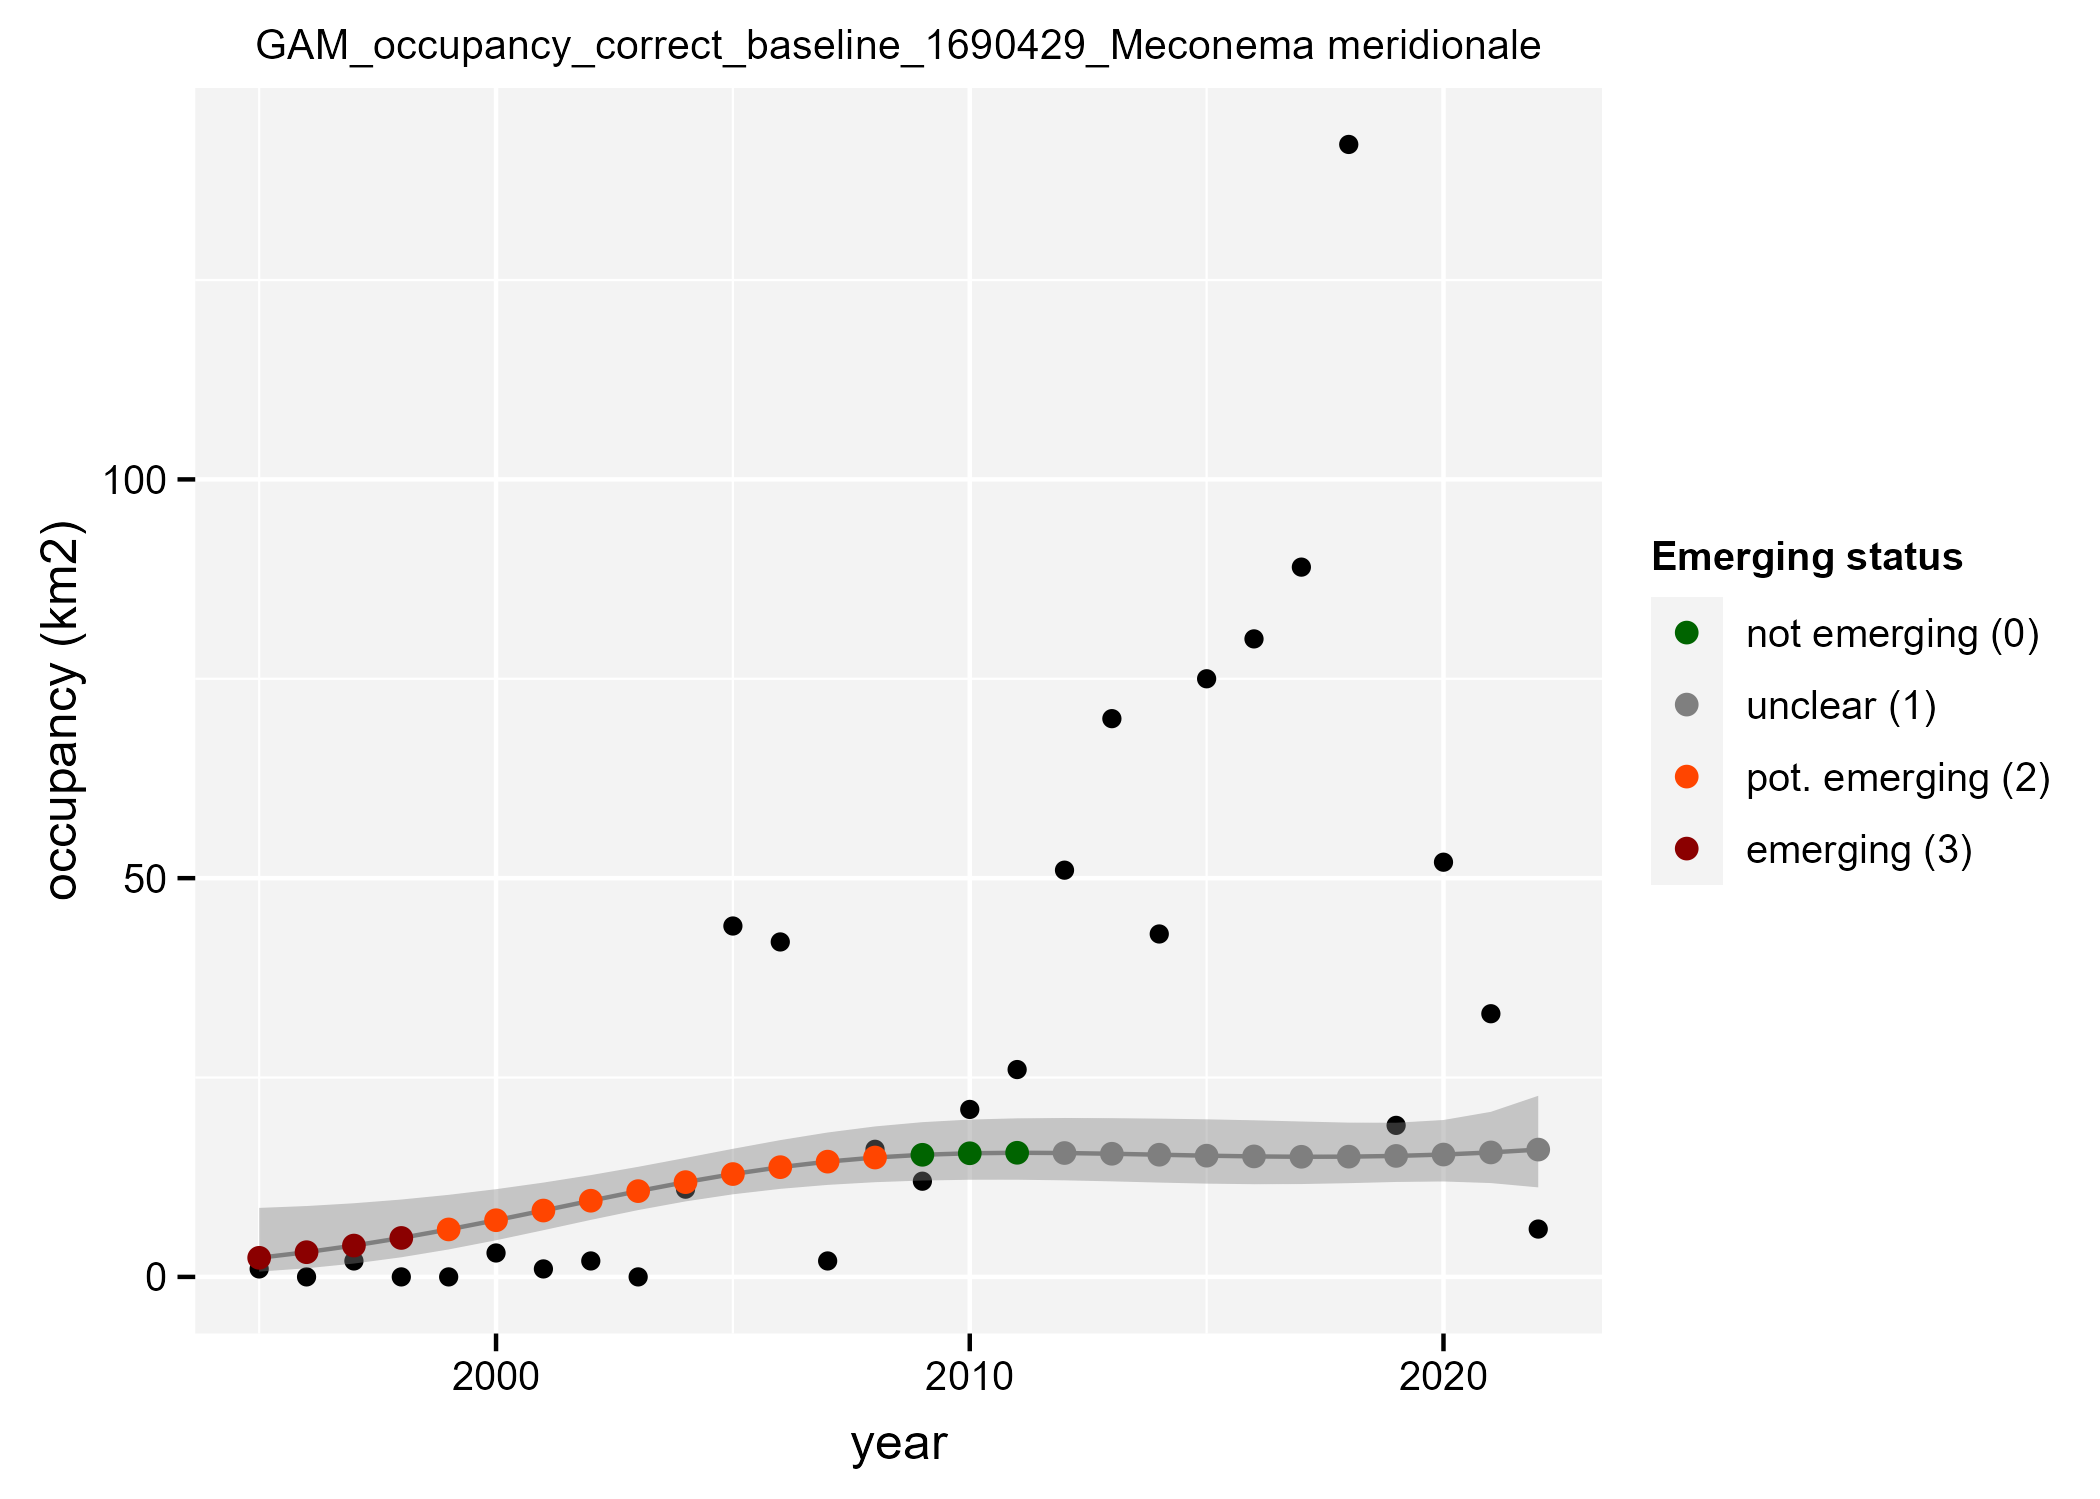 GAM_occupancy_correct_baseline_1690429_Meconema meridionale
occupancy (km2)
100
50
0
2000
2010
2020
year
Emerging status
not emerging (0)
unclear (1)
pot. emerging (2)
emerging (3)